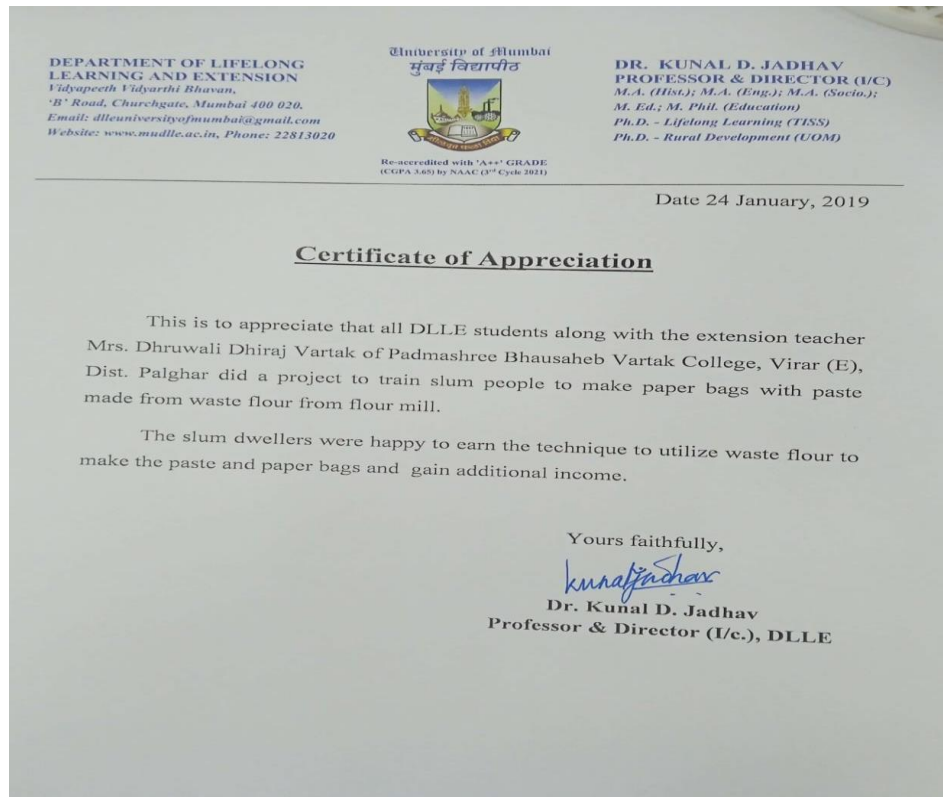 DEPARTMENT OF LIFELONG
LEARNING AND EXTENSION
Vidyapeeth Vidyarthi Bhavan,
'B' Road, Churchgate, Mumbai 400 020.
Email: dlleuniversityofmumbai@gmail.com
Website: www.mudlle.ac.in, Phone: 22813020
University of Mumbai
मुंबई विद्यापीठ
Re-accredited with 'A++' GRADE
(CGPA 3.65) by NAAC (3rd Cycle 2021)
DR. KUNAL D. JADHAV
PROFESSOR & DIRECTOR (I/C)
M.A. (Hist.); M.A. (Eng.); M.A. (Socio.);
M. Ed.; M. Phil. (Education)
Ph.D. - Lifelong Learning (TISS)
Ph.D. - Rural Development (UOM)
Date 24 January, 2019
Certificate of Appreciation
This is to appreciate that all DLLE students along with the extension teacher
Mrs. Dhruwali Dhiraj Vartak of Padmashree Bhausaheb Vartak College, Virar (E),
Dist. Palghar did a project to train slum people to make paper bags with paste
made from waste flour from flour mill.
The slum dwellers were happy to earn the technique to utilize waste flour to
make the paste and paper bags and gain additional income.
Yours faithfully,
kunaljadhav
Dr. Kunal D. Jadhav
Professor & Director (I/c.), DLLE